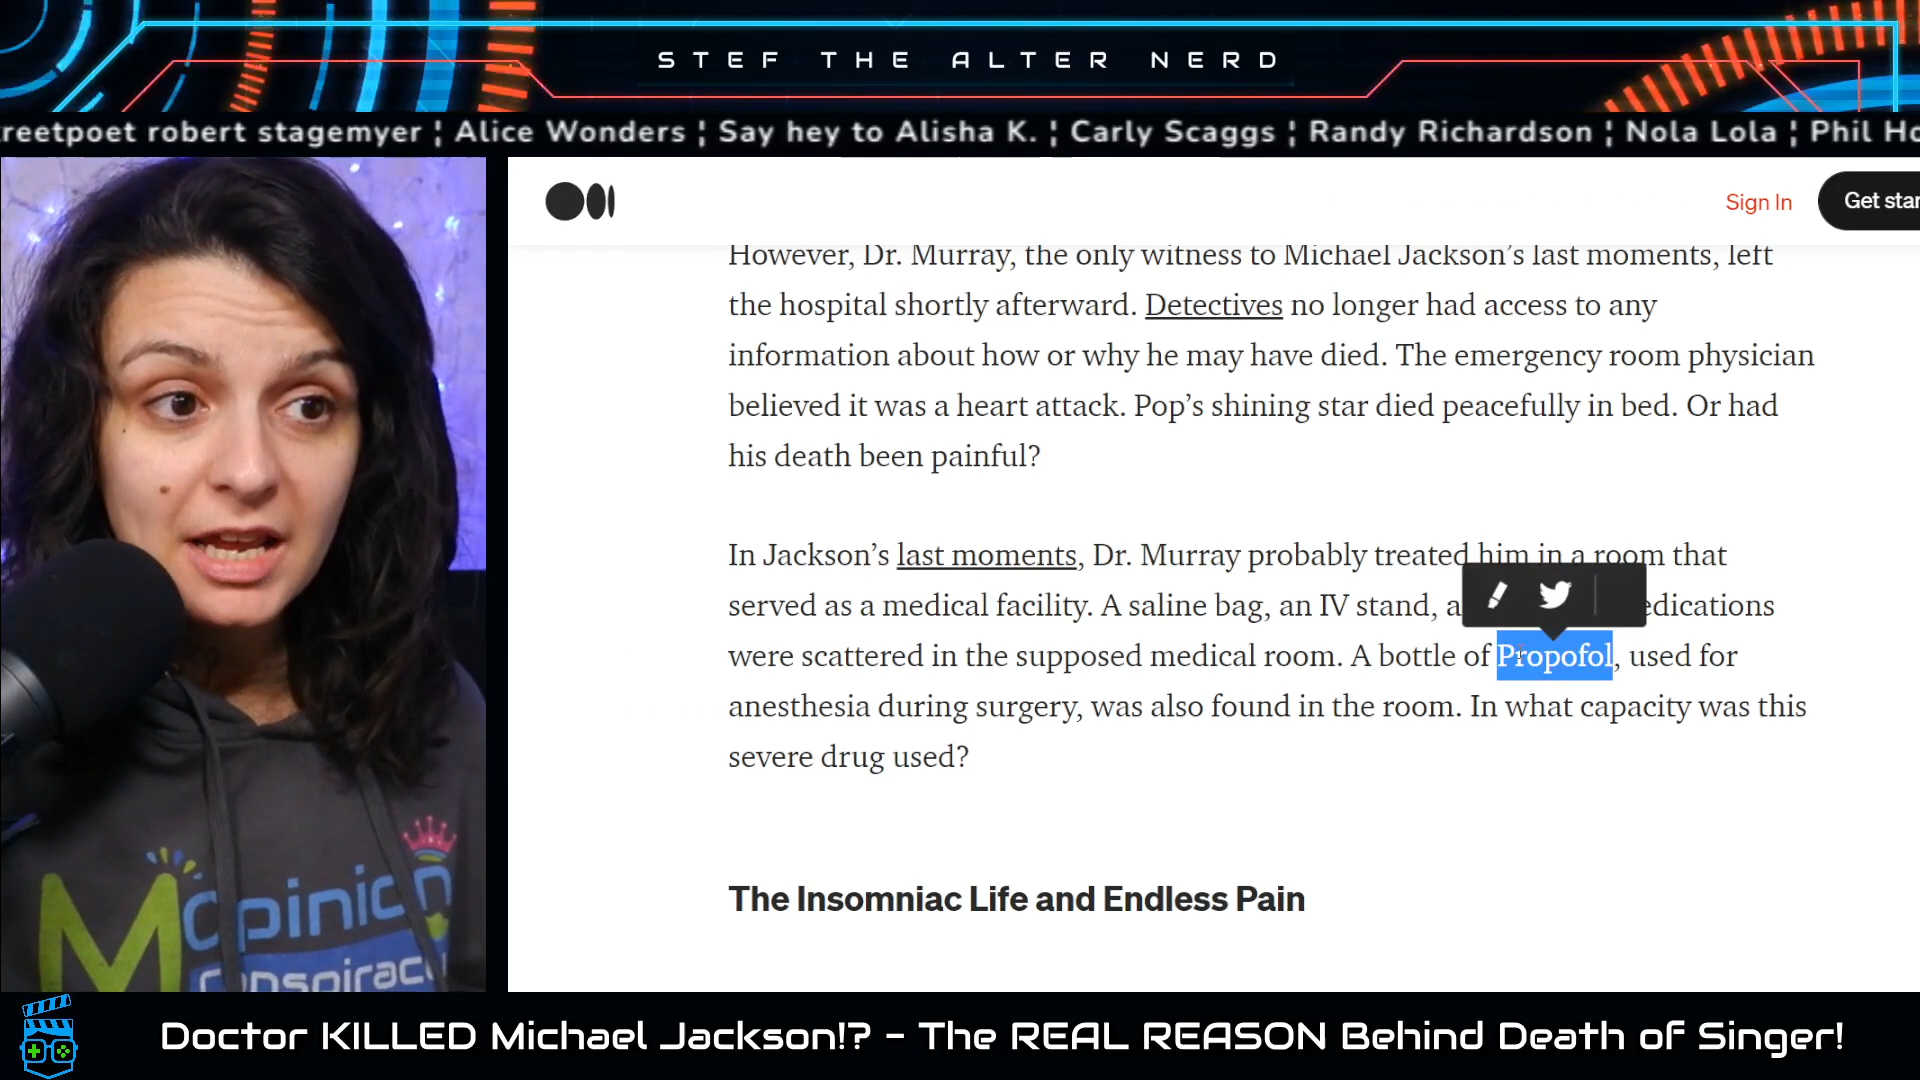 STEF THE ALTER NERD
reetpoet robert stagemyer ¦ Alice Wonders ¦ Say hey to Alisha K. ¦ Carly Scaggs ¦ Randy Richardson ¦ Nola Lola ¦ Phil Ho
Sign In
Get star
However, Dr. Murray, the only witness to Michael Jackson’s last moments, left
the hospital shortly afterward. Detectives no longer had access to any
information about how or why he may have died. The emergency room physician
believed it was a heart attack. Pop’s shining star died peacefully in bed. Or had
his death been painful?
In Jackson’s last moments, Dr. Murray probably treated him in a room that
served as a medical facility. A saline bag, an IV stand, a edications
were scattered in the supposed medical room. A bottle of Propofol, used for
anesthesia during surgery, was also found in the room. In what capacity was this
severe drug used?
The Insomniac Life and Endless Pain
M Opinion
Conspiracy
Doctor KILLED Michael Jackson!? - The REAL REASON Behind Death of Singer!